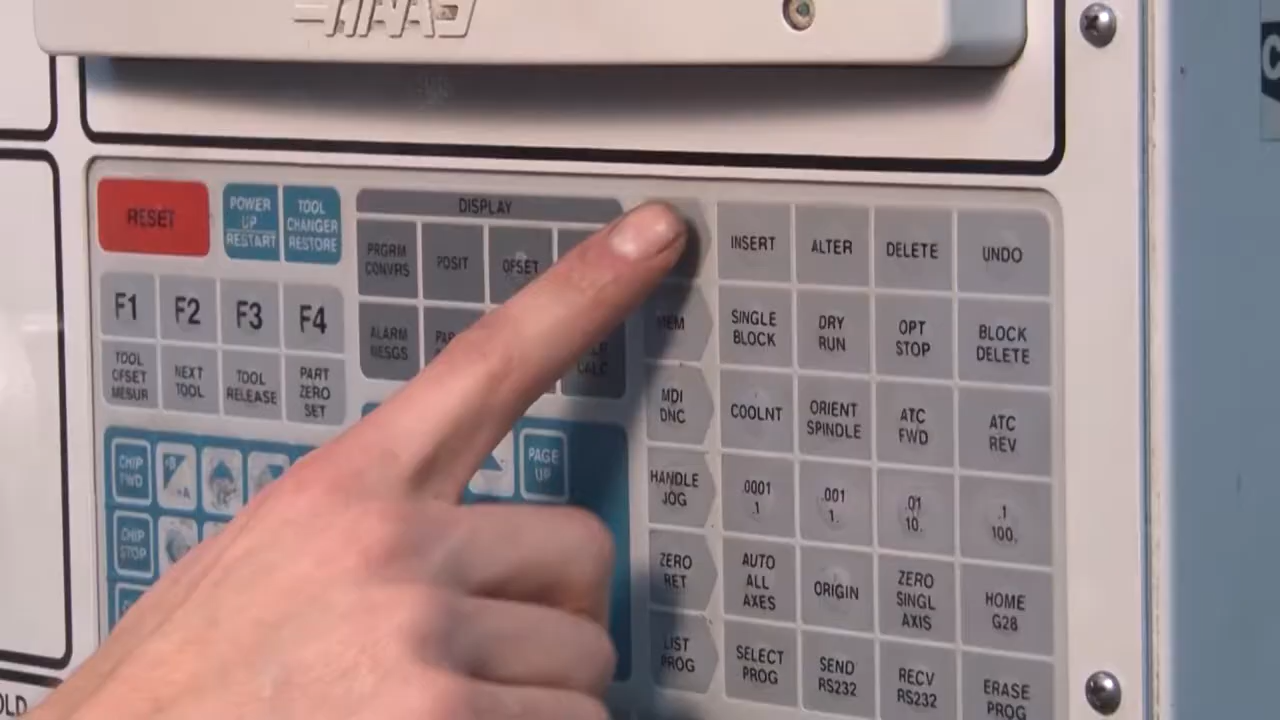 HAAS
C
RESET
POWER
UP
RESTART
TOOL
CHANGER
RESTORE
DISPLAY
PRGRM
CONVRS
POSIT
OFSET
INSERT
ALTER
DELETE
UNDO
F1
F2
F3
F4
ALARM
MESGS
CALC
MEM
SINGLE
BLOCK
DRY
RUN
OPT
STOP
BLOCK
DELETE
TOOL
OFSET
MESUR
NEXT
TOOL
TOOL
RELEASE
PART
ZERO
SET
MDI
DNC
COOLNT
ORIENT
SPINDLE
ATC
FWD
ATC
REV
CHIP
FWD
+A
PAGE
UP
HANDLE
JOG
.0001
.1
.001
1.
.01
10.
.1
100.
CHIP
STOP
ZERO
RET
AUTO
ALL
AXES
ORIGIN
ZERO
SINGL
AXIS
HOME
G28
LIST
PROG
SELECT
PROG
SEND
RS232
RECV
RS232
ERASE
PROG
OLD